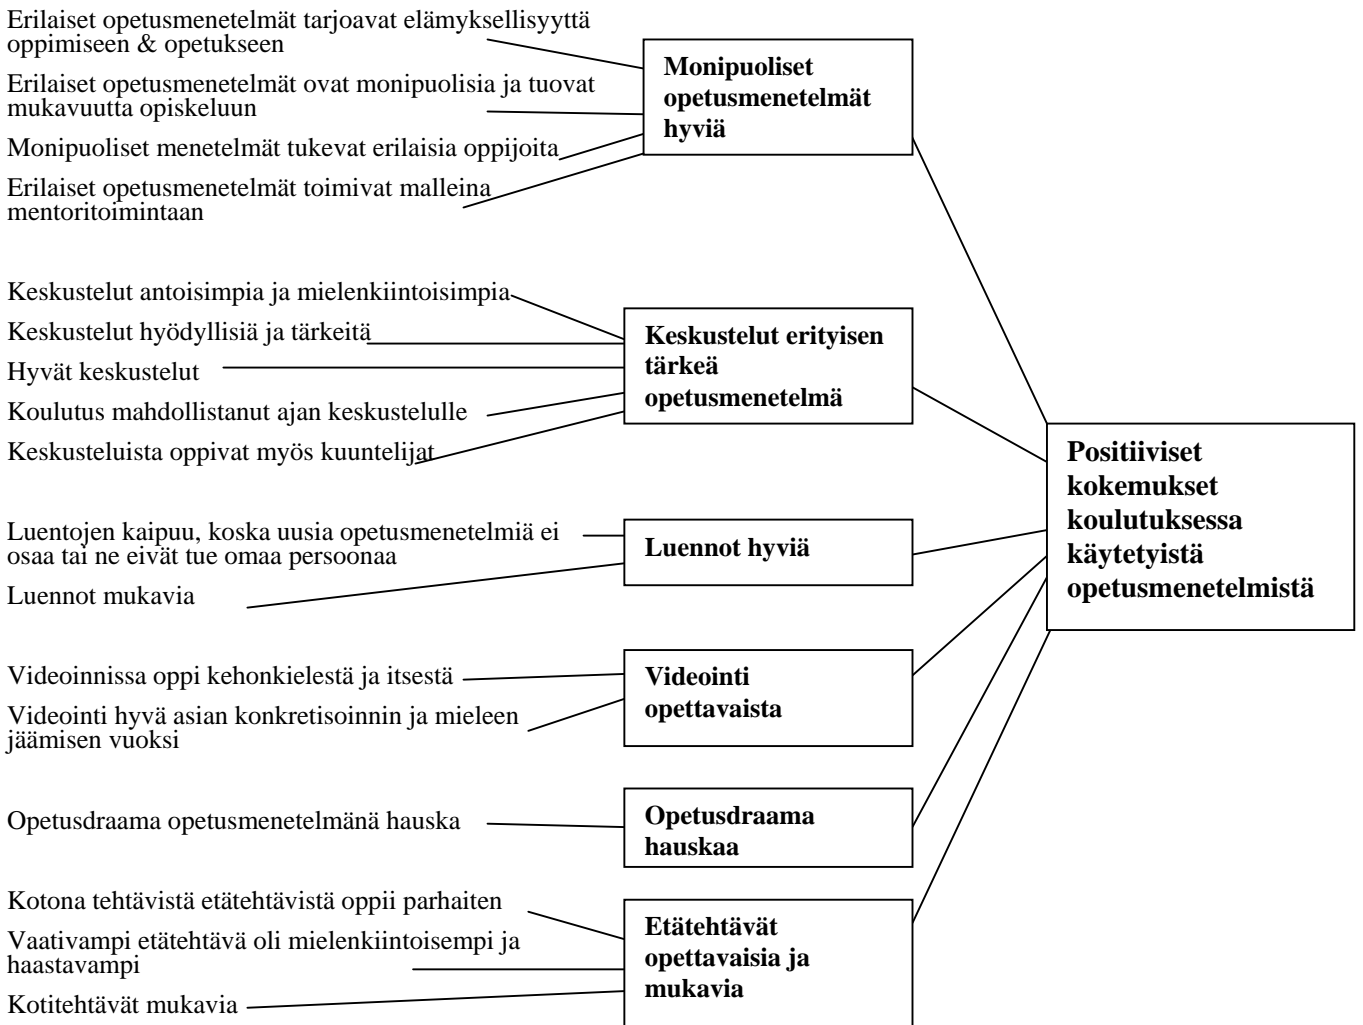 Erilaiset opetusmenetelmät tarjoavat elämyksellisyyttä
oppimiseen & opetukseen
Erilaiset opetusmenetelmät ovat monipuolisia ja tuovat
mukavuutta opiskeluun
Monipuoliset menetelmät tukevat erilaisia oppijoita
Erilaiset opetusmenetelmät toimivat malleina
mentoritoimintaan
Monipuoliset
opetusmenetelmät
hyviä
Keskustelut antoisimpia ja mielenkiintoisimpia
Keskustelut hyödyllisiä ja tärkeitä
Hyvät keskustelut
Koulutus mahdollistanut ajan keskustelulle
Keskusteluista oppivat myös kuuntelijat
Keskustelut erityisen
tärkeä
opetusmenetelmä
Luentojen kaipuu, koska uusia opetusmenetelmiä ei
osaa tai ne eivät tue omaa persoonaa
Luennot mukavia
Luennot hyviä
Videoinnissa oppi kehonkielestä ja itsestä
Videointi hyvä asian konkretisoinnin ja mieleen
jäämisen vuoksi
Videointi
opettavaista
Opetusdraama opetusmenetelmänä hauska
Opetusdraama
hauskaa
Kotona tehtävistä etätehtävistä oppii parhaiten
Vaativampi etätehtävä oli mielenkiintoisempi ja
haastavampi
Kotitehtävät mukavia
Etätehtävät
opettavaisia ja
mukavia
Positiiviset
kokemukset
koulutuksessa
käytetyistä
opetusmenetelmistä